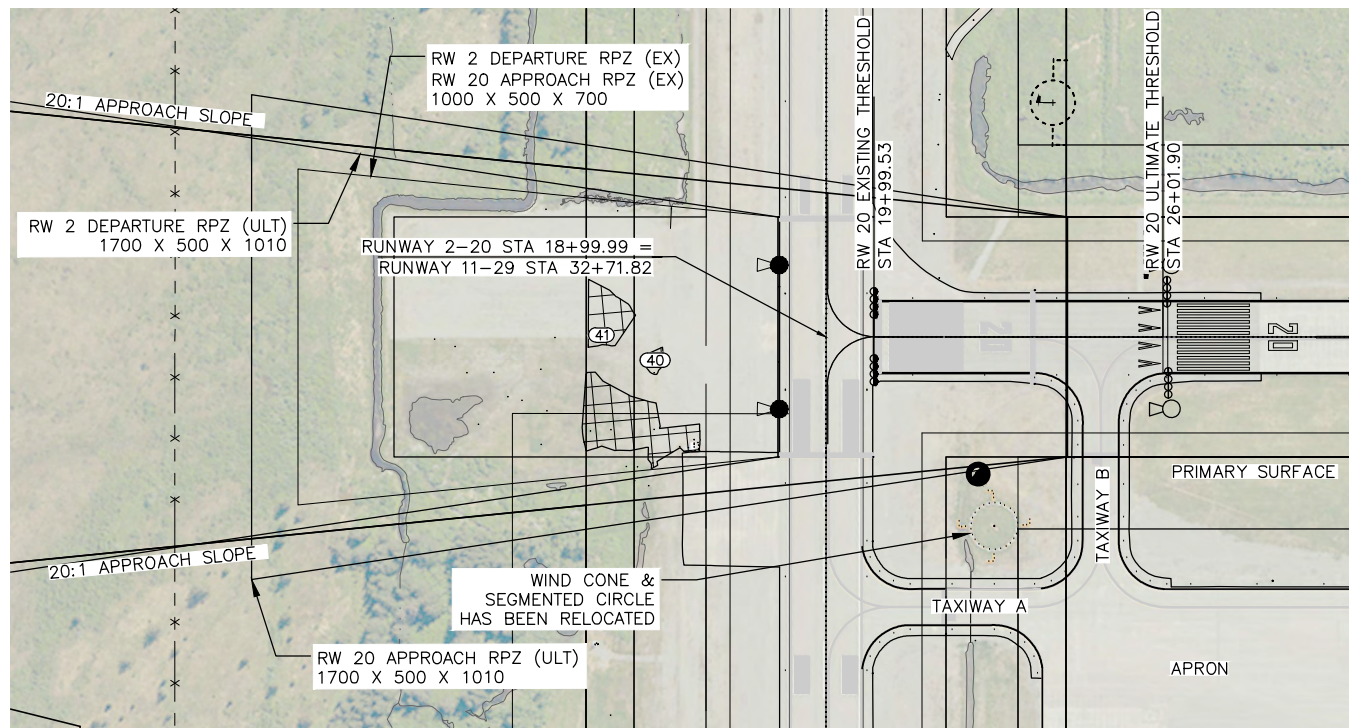 RW 2 DEPARTURE RPZ (EX)
RW 20 APPROACH RPZ (EX)
1000 X 500 X 700
20:1 APPROACH SLOPE
RW 2 DEPARTURE RPZ (ULT)
1700 X 500 X 1010
RUNWAY 2-20 STA 18+99.99 =
RUNWAY 11-29 STA 32+71.82
RW 20 EXISTING THRESHOLD
STA 19+99.53
RW 20 ULTIMATE THRESHOLD
STA 26+01.90
41
40
20
20
PRIMARY SURFACE
TAXIWAY B
20:1 APPROACH SLOPE
WIND CONE &
SEGMENTED CIRCLE
HAS BEEN RELOCATED
TAXIWAY A
RW 20 APPROACH RPZ (ULT)
1700 X 500 X 1010
APRON